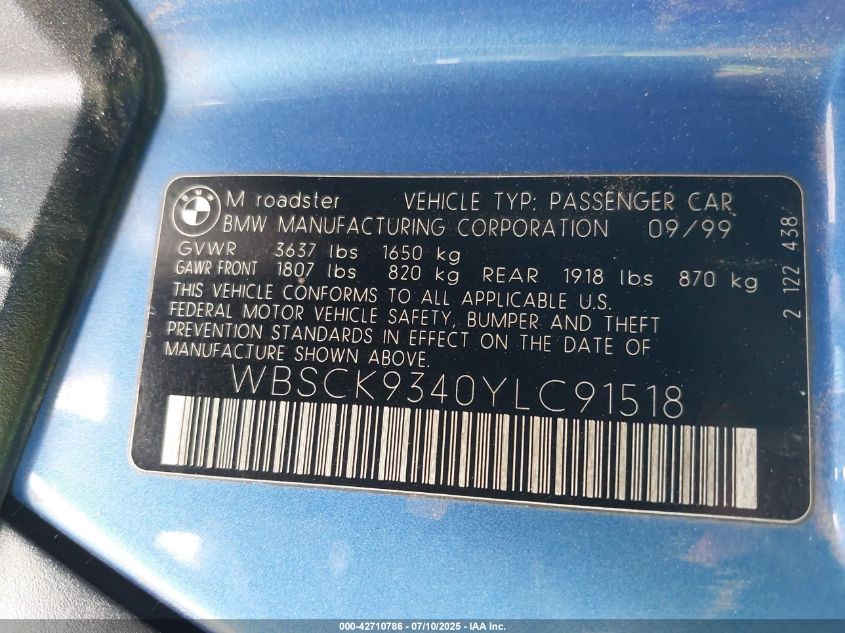 BMW M roadster VEHICLE TYP: PASSENGER CAR
BMW MANUFACTURING CORPORATION 09/99
GVWR 3637 lbs 1650 kg
GAWR FRONT 1807 lbs 820 kg REAR 1918 lbs 870 kg
THIS VEHICLE CONFORMS TO ALL APPLICABLE U.S.
FEDERAL MOTOR VEHICLE SAFETY, BUMPER AND THEFT
PREVENTION STANDARDS IN EFFECT ON THE DATE OF
MANUFACTURE SHOWN ABOVE.
WBSCK9340YLC91518
2 122 438
000-42710786 - 07/10/2025 - IAA Inc.